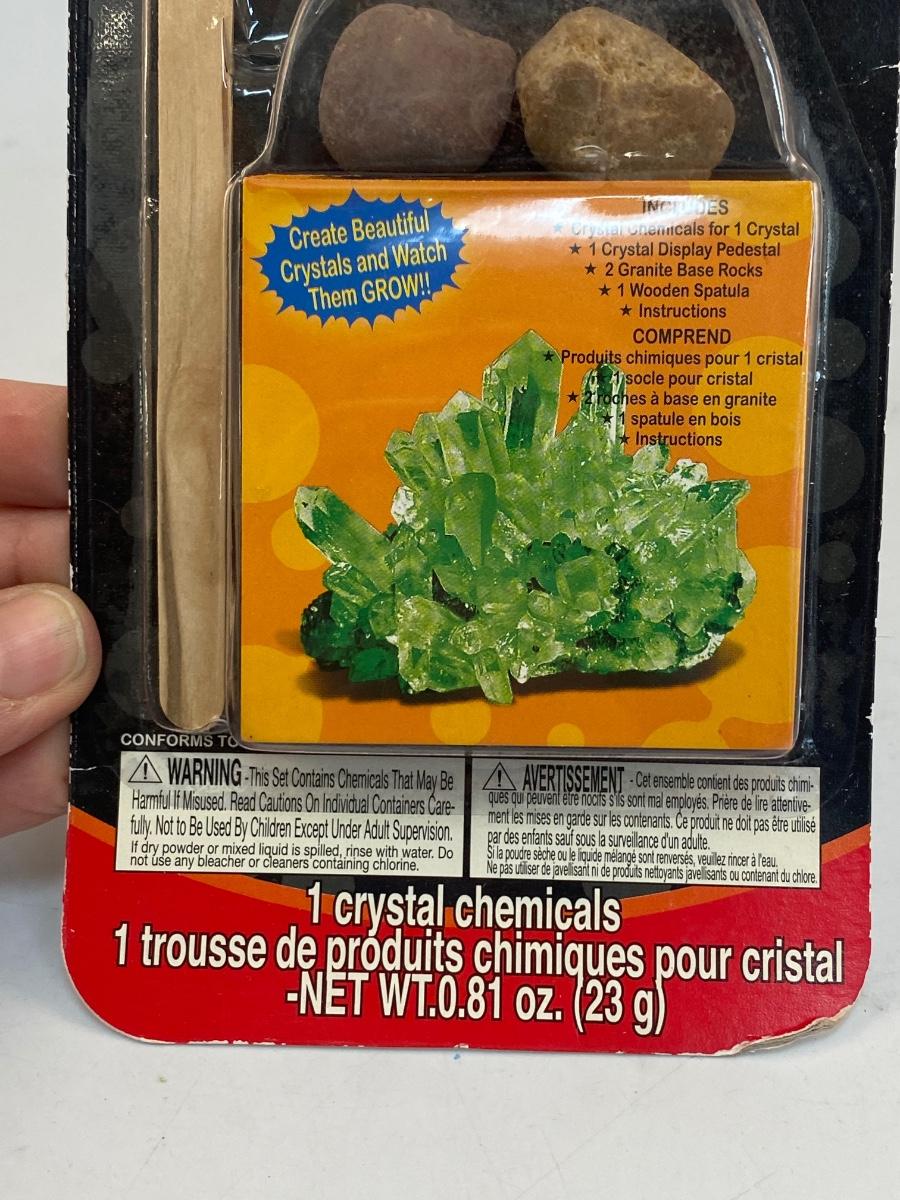 Create Beautiful
Crystals and Watch
Them GROW!!
INCLUDES
★ Crystal Chemicals for 1 Crystal
★ 1 Crystal Display Pedestal
★ 2 Granite Base Rocks
★ 1 Wooden Spatula
★ Instructions
COMPREND
★ Produits chimiques pour 1 cristal
★ 1 socle pour cristal
★ 2 roches à base en granite
★ 1 spatule en bois
★ Instructions
CONFORMS TO
⚠ WARNING -This Set Contains Chemicals That May Be
Harmful If Misused. Read Cautions On Individual Containers Care-
fully. Not to Be Used By Children Except Under Adult Supervision.
If dry powder or mixed liquid is spilled, rinse with water. Do
not use any bleacher or cleaners containing chlorine.
⚠ AVERTISSEMENT - Cet ensemble contient des produits chimi-
ques qui peuvent être nocifs s'ils sont mal employés. Prière de lire attentive-
ment les mises en garde sur les contenants. Ce produit ne doit pas être utilisé
par des enfants sauf sous la surveillance d'un adulte.
Si la poudre sèche ou le liquide mélangé sont renversés, veuillez rincer à l'eau.
Ne pas utiliser de javellisant ni de produits nettoyants javellisants ou contenant du chlore.
1 crystal chemicals
1 trousse de produits chimiques pour cristal
-NET WT.0.81 oz. (23 g)